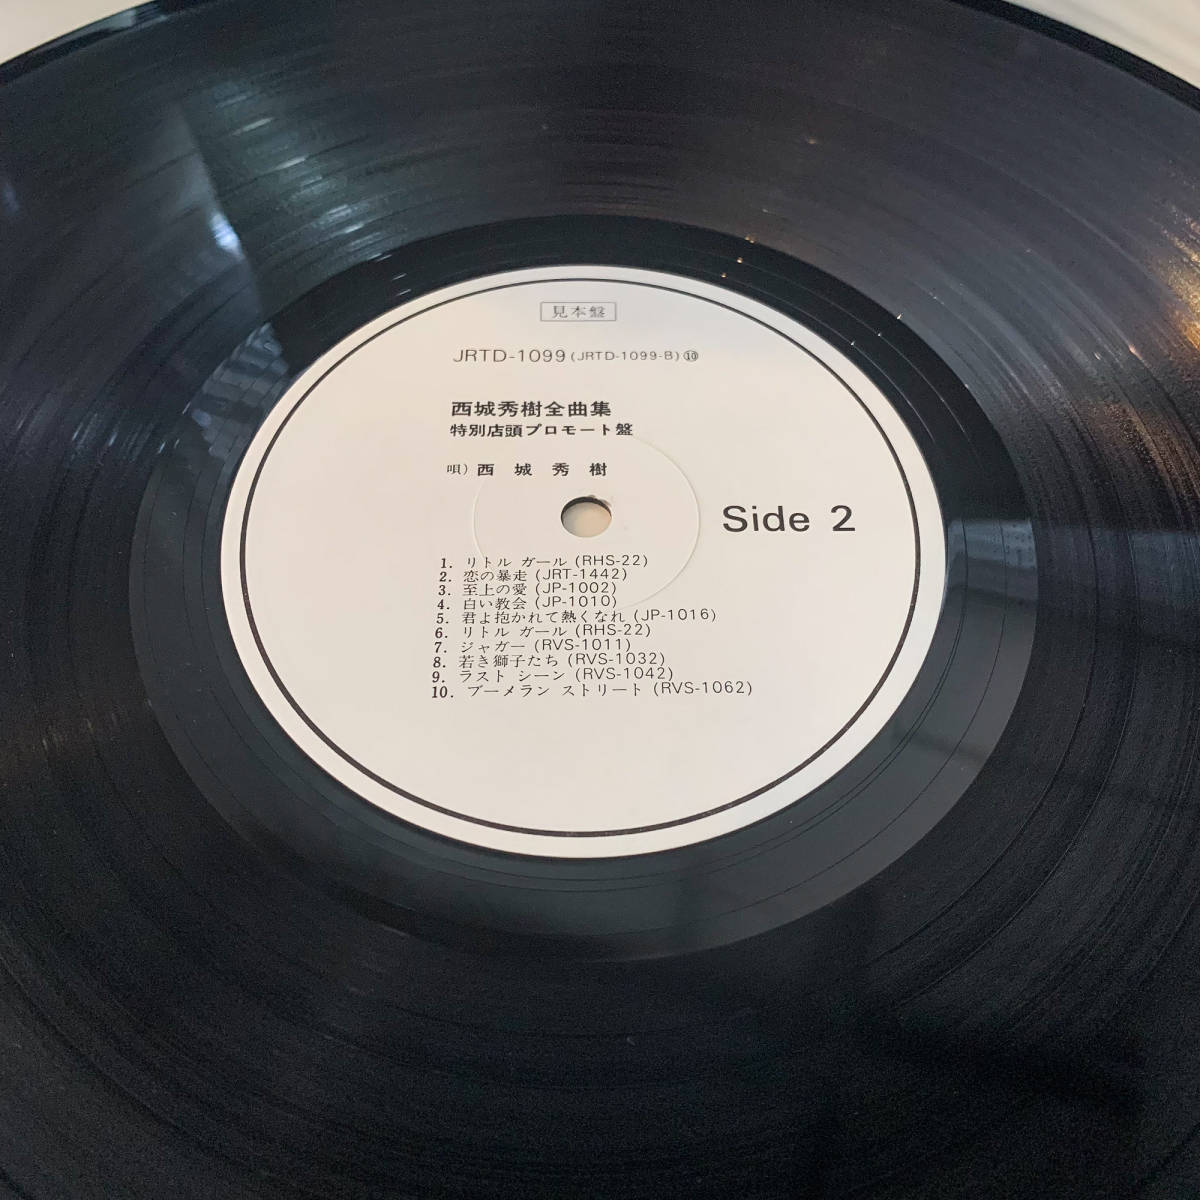 見本盤
JRTD-1099 (JRTD-1099-B) ⑩
西城秀樹全曲集
特別店頭プロモート盤
唄) 西 城 秀 樹
Side 2
1. リトル ガール (RHS-22)
2. 恋の暴走 (JRT-1442)
3. 至上の愛 (JP-1002)
4. 白い教会 (JP-1010)
5. 君よ抱かれて熱くなれ (JP-1016)
6. リトル ガール (RHS-22)
7. ジャガー (RVS-1011)
8. 若き獅子たち (RVS-1032)
9. ラスト シーン (RVS-1042)
10. ブーメラン ストリート (RVS-1062)